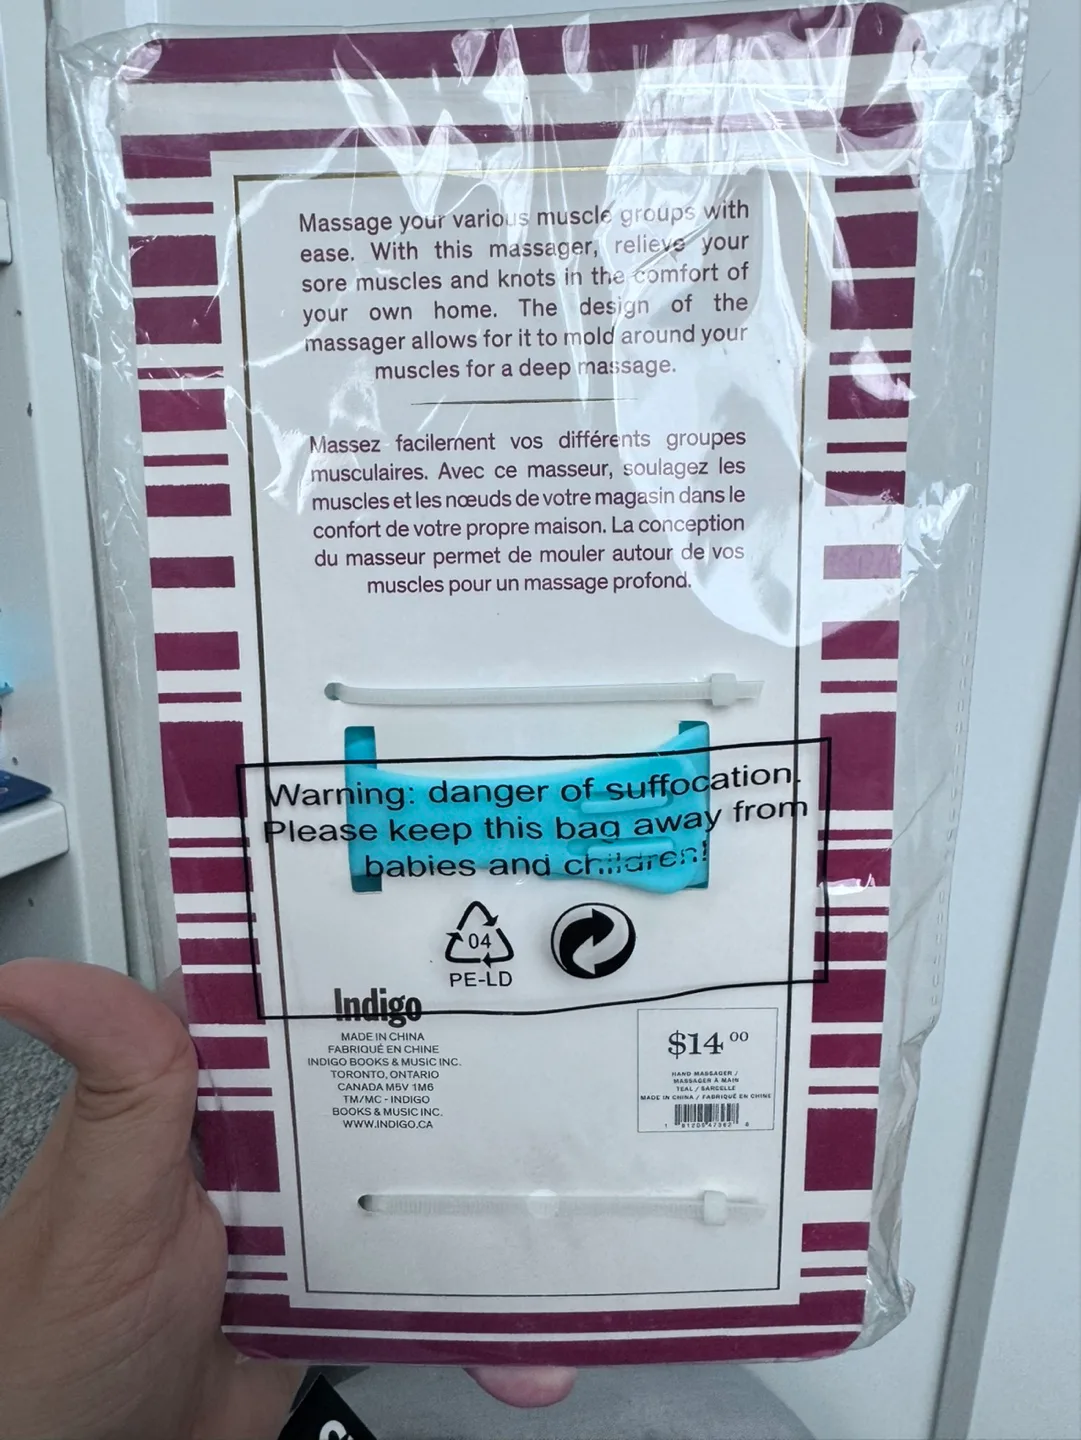 Massage your various muscle groups with
ease. With this massager, relieve your
sore muscles and knots in the comfort of
your own home. The design of the
massager allows for it to mold around your
muscles for a deep massage.
Massez facilement vos différents groupes
musculaires. Avec ce masseur, soulagez les
muscles et les nœuds de votre magasin dans le
confort de votre propre maison. La conception
du masseur permet de mouler autour de vos
muscles pour un massage profond.
Warning: danger of suffocation.
Please keep this bag away from
babies and children!
04
PE-LD
Indigo
MADE IN CHINA
FABRIQUÉ EN CHINE
INDIGO BOOKS & MUSIC INC.
TORONTO, ONTARIO
CANADA M5V 1M6
TM/MC - INDIGO
BOOKS & MUSIC INC.
WWW.INDIGO.CA
$14 00
HAND MASSAGER /
MASSAGER À MAIN
TEAL / SARCELLE
MADE IN CHINA / FABRIQUÉ EN CHINE